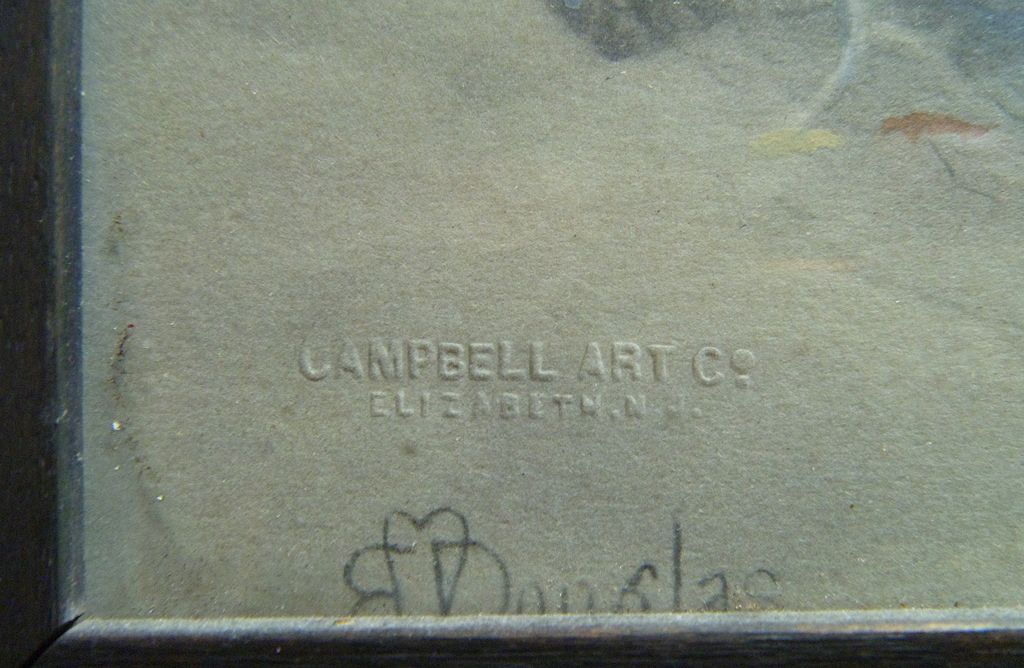 CAMPBELL ART Co
ELIZABETH. N.J.
Douglas